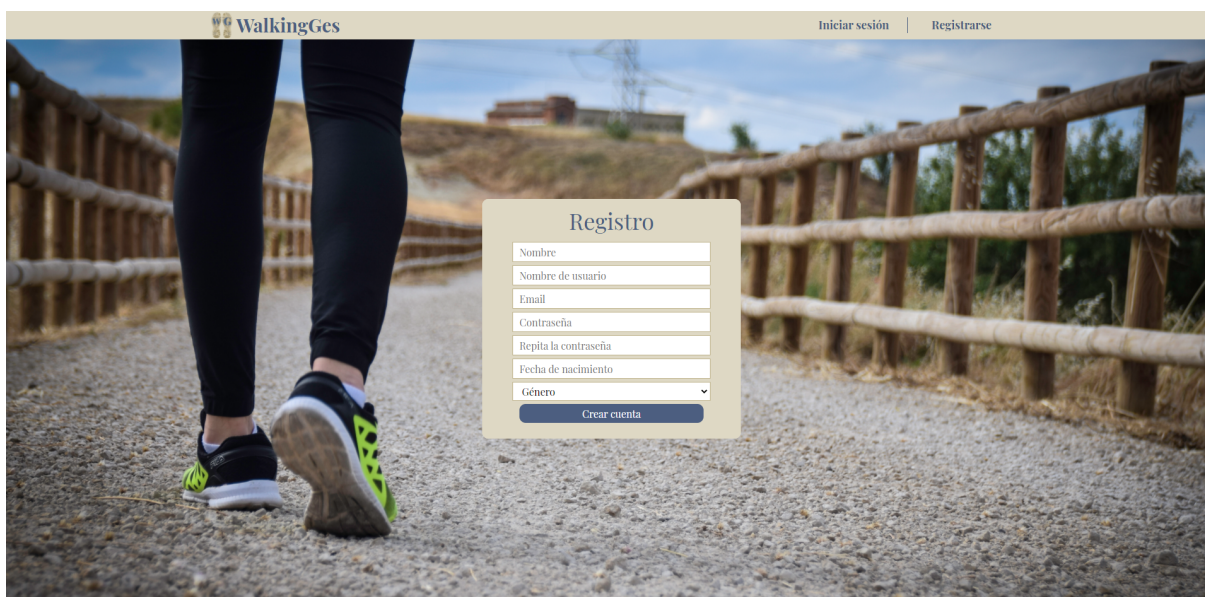 WG WalkingGes
Iniciar sesión
Registrarse
Registro
Nombre
Nombre de usuario
Email
Contraseña
Repita la contraseña
Fecha de nacimiento
Género
Crear cuenta